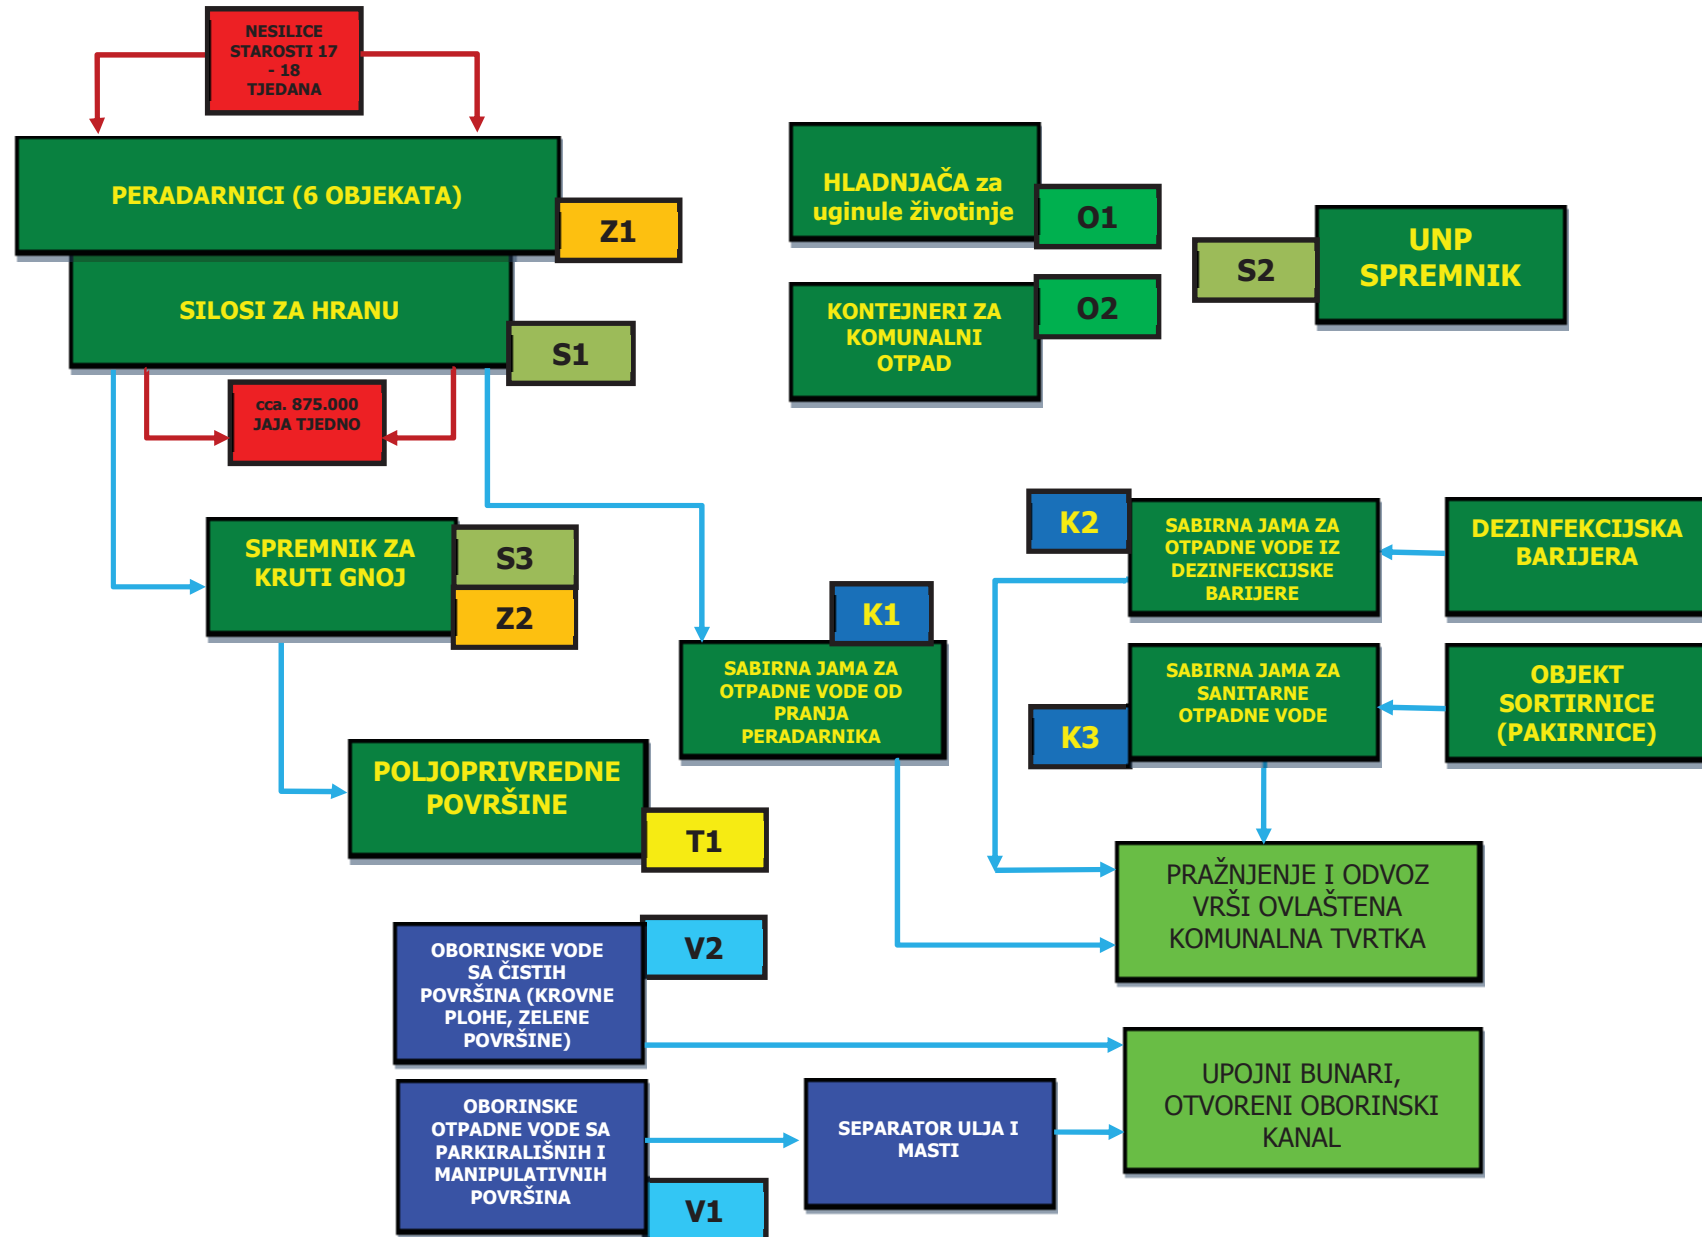 NESILICE
STAROSTI 17
- 18
TJEDANA
PERADARNICI (6 OBJEKATA)
Z1
SILOSI ZA HRANU
S1
cca. 875.000
JAJA TJEDNO
HLADNJAČA za
uginule životinje
O1
KONTEJNERI ZA
KOMUNALNI
OTPAD
O2
S2
UNP
SPREMNIK
SPREMNIK ZA
KRUTI GNOJ
S3
Z2
K1
SABIRNA JAMA ZA
OTPADNE VODE OD
PRANJA
PERADARNIKA
K2
SABIRNA JAMA ZA
OTPADNE VODE IZ
DEZINFEKCIJSKE
BARIJERE
DEZINFEKCIJSKA
BARIJERA
K3
SABIRNA JAMA ZA
SANITARNE
OTPADNE VODE
OBJEKT
SORTIRNICE
(PAKIRNICE)
POLJOPRIVREDNE
POVRŠINE
T1
PRAŽNJENJE I ODVOZ
VRŠI OVLAŠTENA
KOMUNALNA TVRTKA
OBORINSKE VODE
SA ČISTIH
POVRŠINA (KROVNE
PLOHE, ZELENE
POVRŠINE)
V2
OBORINSKE
OTPADNE VODE SA
PARKIRALIŠNIH I
MANIPULATIVNIH
POVRŠINA
V1
SEPARATOR ULJA I
MASTI
UPOJNI BUNARI,
OTVORENI OBORINSKI
KANAL